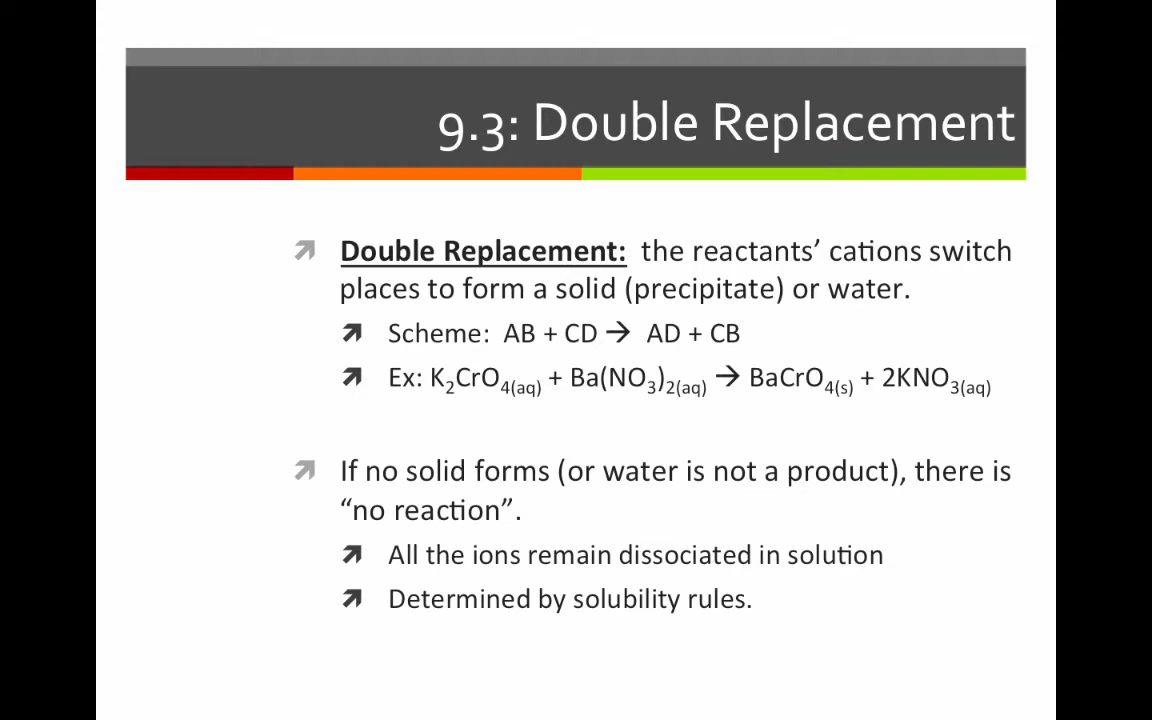 9.3: Double Replacement
Double Replacement: the reactants’ cations switch
places to form a solid (precipitate) or water.
Scheme: AB + CD → AD + CB
Ex: K₂CrO₄₍aq₎ + Ba(NO₃)₂₍aq₎ → BaCrO₄₍s₎ + 2KNO₃₍aq₎
If no solid forms (or water is not a product), there is
“no reaction”.
All the ions remain dissociated in solution
Determined by solubility rules.